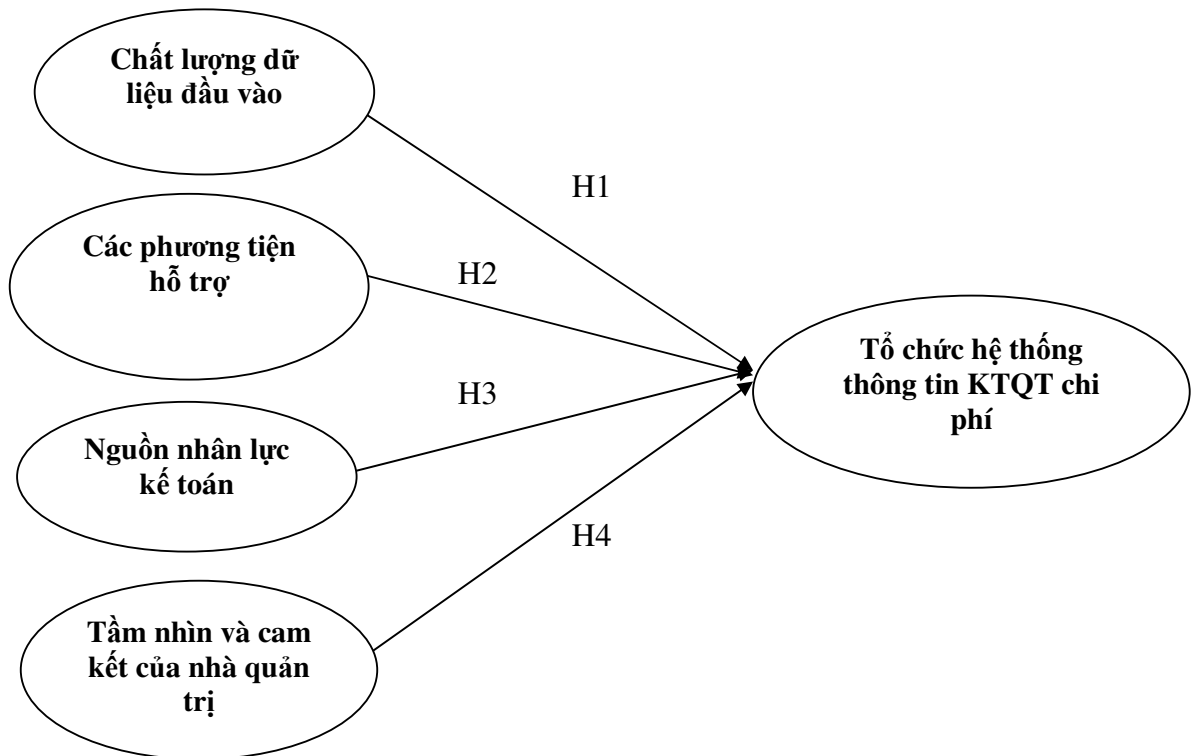 Chất lượng dữ
liệu đầu vào
H1
Các phương tiện
hỗ trợ
H2
Tổ chức hệ thống
thông tin KTQT chi
phí
H3
Nguồn nhân lực
kế toán
H4
Tầm nhìn và cam
kết của nhà quản
trị